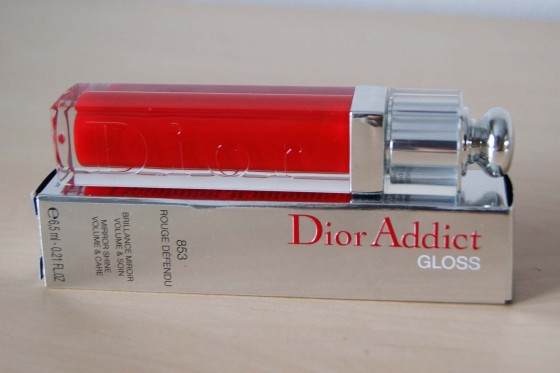 Dior
Dior Addict
GLOSS
853
ROUGE DÉFENDU
BRILLANCE MIROIR
VOLUME & SOIN
MIRROR SHINE
VOLUME & CARE
℮ 6,5 ml - 0.21 FL.OZ